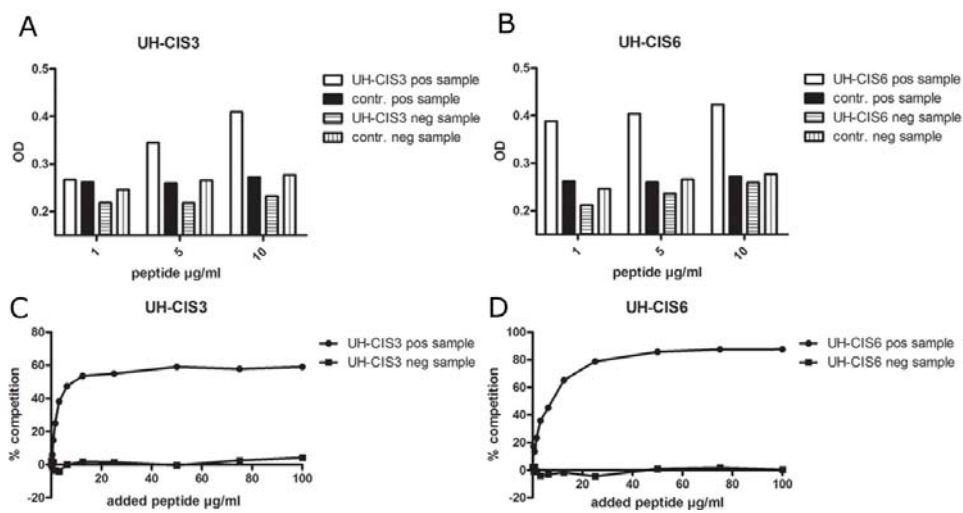 A
UH-CIS3
0.5
0.4
0.3
0.2
OD
1
5
10
peptide µg/ml
UH-CIS3 pos sample
contr. pos sample
UH-CIS3 neg sample
contr. neg sample
B
UH-CIS6
0.5
0.4
0.3
0.2
OD
1
5
10
peptide µg/ml
UH-CIS6 pos sample
contr. pos sample
UH-CIS6 neg sample
contr. neg sample
C
UH-CIS3
80
60
40
20
0
-20
% competition
20
40
60
80
100
added peptide µg/ml
UH-CIS3 pos sample
UH-CIS3 neg sample
D
UH-CIS6
100
80
60
40
20
0
-20
% competition
20
40
60
80
100
added peptide µg/ml
UH-CIS6 pos sample
UH-CIS6 neg sample